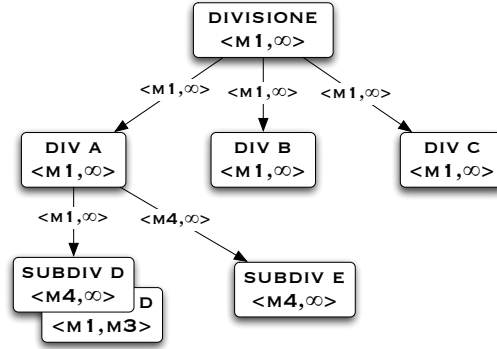 DIVISIONE
<M1,∞>
<M1,∞>
<M1,∞>
<M1,∞>
DIV A
<M1,∞>
DIV B
<M1,∞>
DIV C
<M1,∞>
<M1,∞>
<M4,∞>
SUBDIV D
<M4,∞>
D
<M1,M3>
SUBDIV E
<M4,∞>